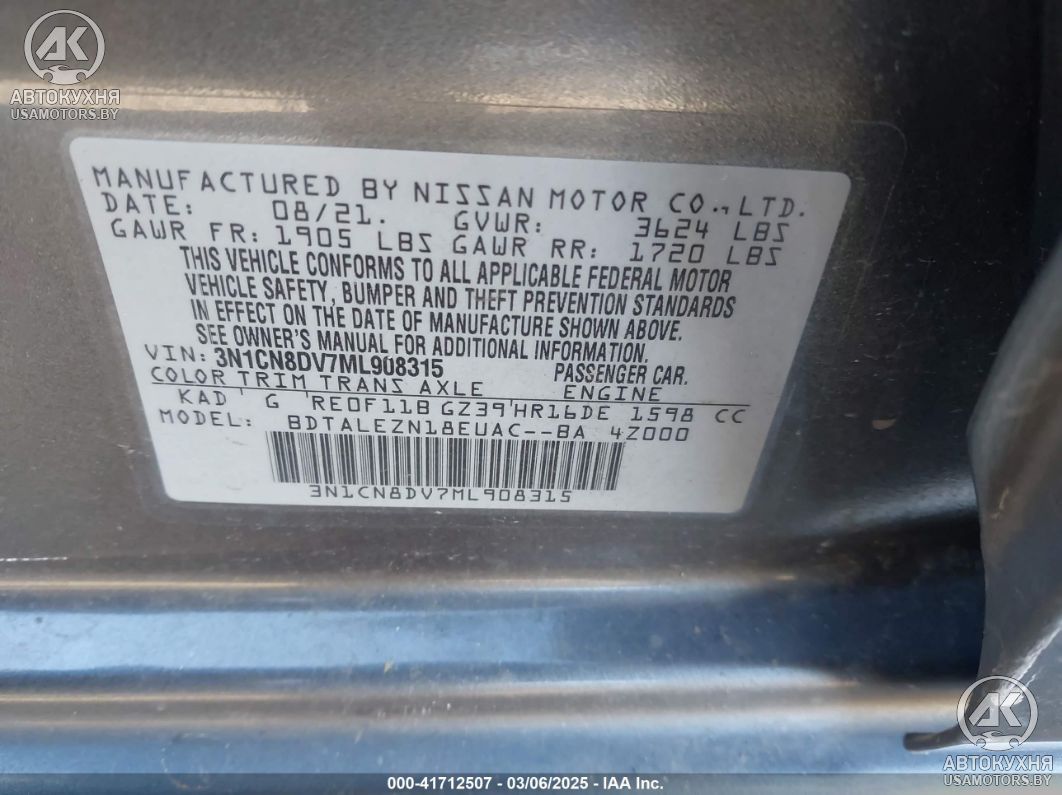 AK
АВТОКУХНЯ
USAMOTORS.BY
MANUFACTURED BY NISSAN MOTOR CO., LTD.
DATE: 08/21. GVWR: 3624 LBS
GAWR FR: 1905 LBS GAWR RR: 1720 LBS
THIS VEHICLE CONFORMS TO ALL APPLICABLE FEDERAL MOTOR
VEHICLE SAFETY, BUMPER AND THEFT PREVENTION STANDARDS
IN EFFECT ON THE DATE OF MANUFACTURE SHOWN ABOVE.
SEE OWNER'S MANUAL FOR ADDITIONAL INFORMATION.
VIN: 3N1CN8DV7ML908315 PASSENGER CAR.
COLOR TRIM TRANS AXLE ENGINE
KAD ' G 'RE0F11B GZ39'HR16DE 1598 CC
MODEL: BDTALEZN18EUAC--BA 4Z000
3N1CN8DV7ML908315
AK
АВТОКУХНЯ
USAMOTORS.BY
000-41712507 - 03/06/2025 - IAA Inc.